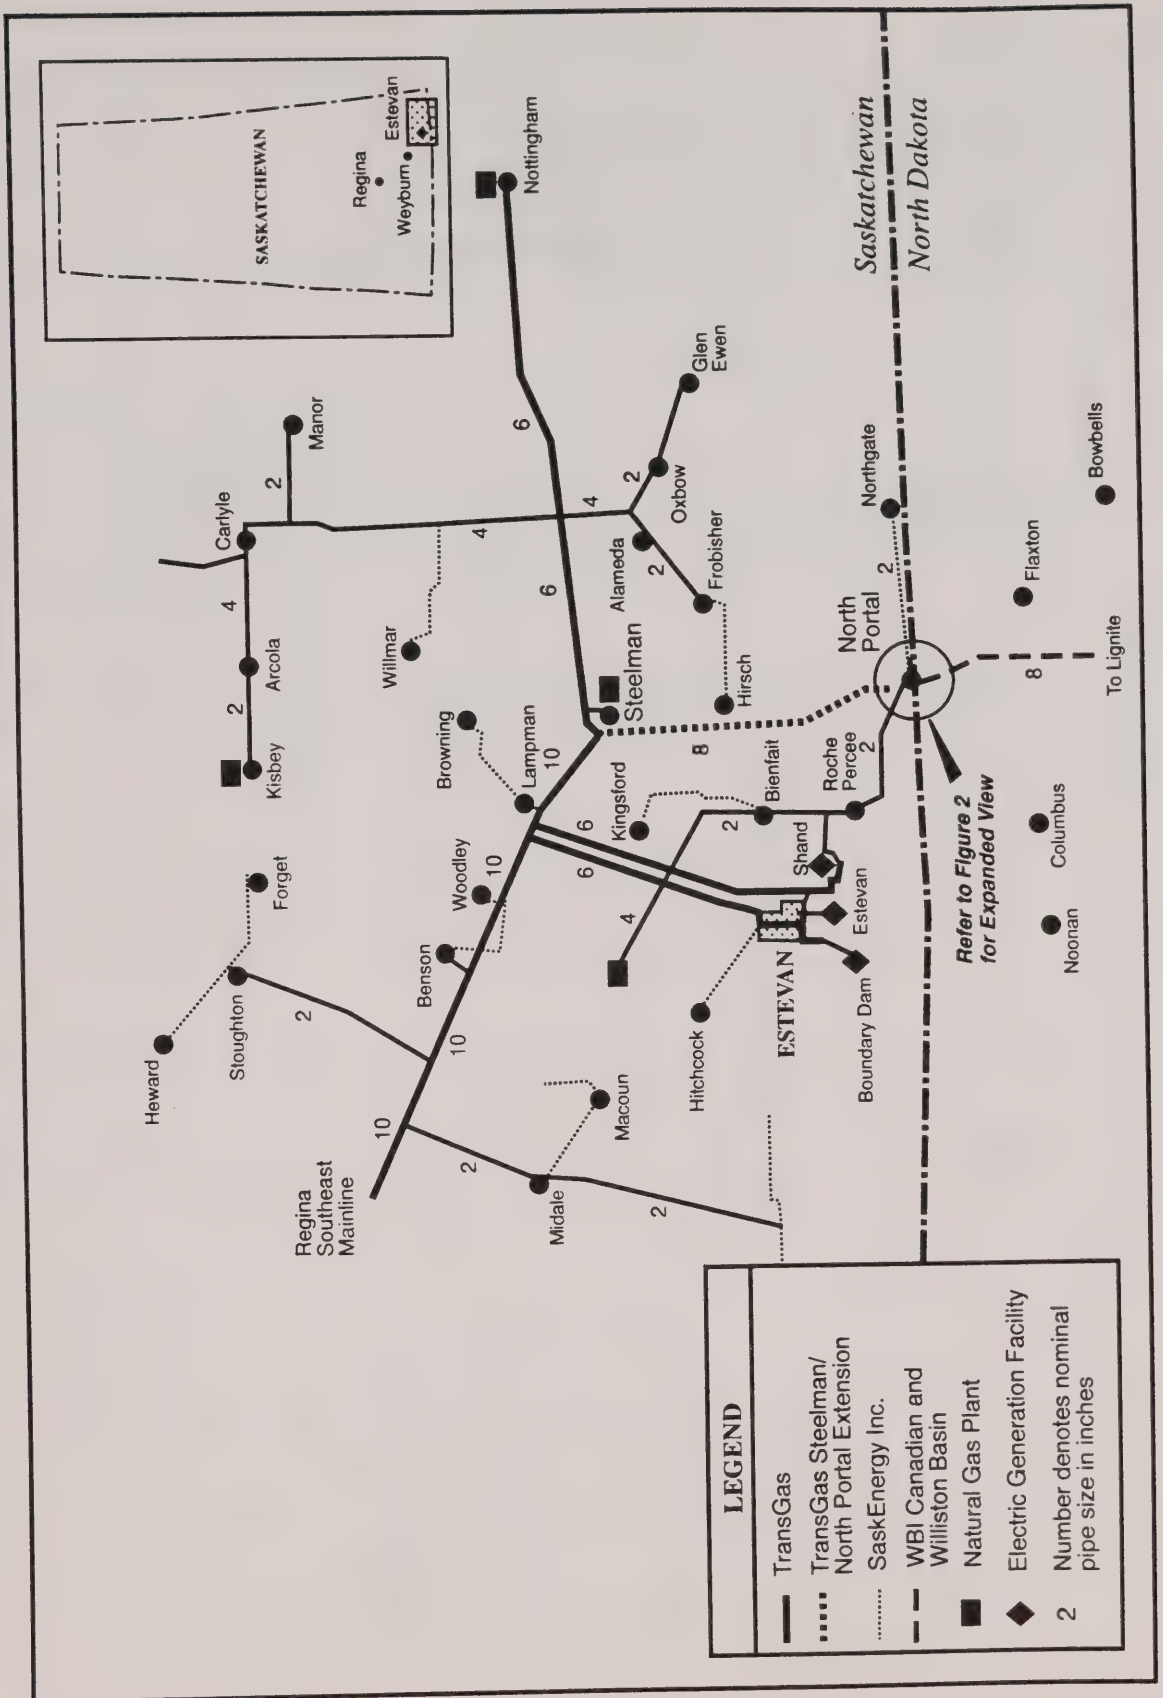 SASKATCHEWAN
Regina
Weyburn
Estevan
Heward
Stoughton
Forget
Kisbey
Arcola
Carlyle
Manor
2
2
4
2
Regina
Southeast
Mainline
10
10
Benson
Woodley
10
Browning
Lampman
10
Willmar
4
6
6
Nottingham
2
Midale
Macoun
2
Hitchcock
4
6
6
Kingsford
2
Bienfait
Steelman
8
Alameda
4
2
Oxbow
Glen
Ewen
2
Frobisher
Hirsch
ESTEVAN
Boundary Dam
Estevan
Shand
Roche
Percee
2
North
Portal
2
Northgate
Saskatchewan
North Dakota
Refer to Figure 2
for Expanded View
Noonan
Columbus
8
To Lignite
Flaxton
Bowbells
LEGEND
TransGas
TransGas Steelman/
North Portal Extension
SaskEnergy Inc.
WBI Canadian and
Williston Basin
Natural Gas Plant
Electric Generation Facility
2 Number denotes nominal
pipe size in inches